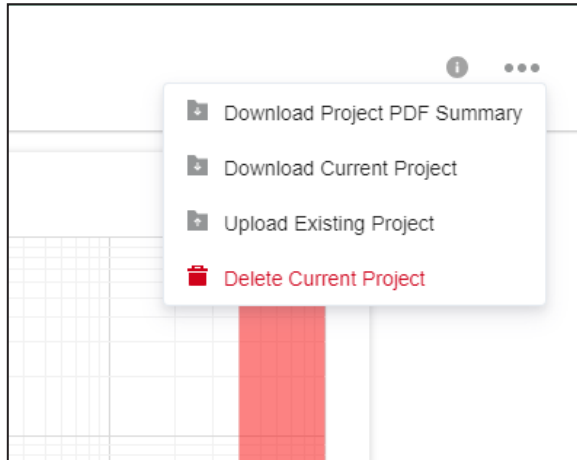 Download Project PDF Summary
Download Current Project
Upload Existing Project
Delete Current Project